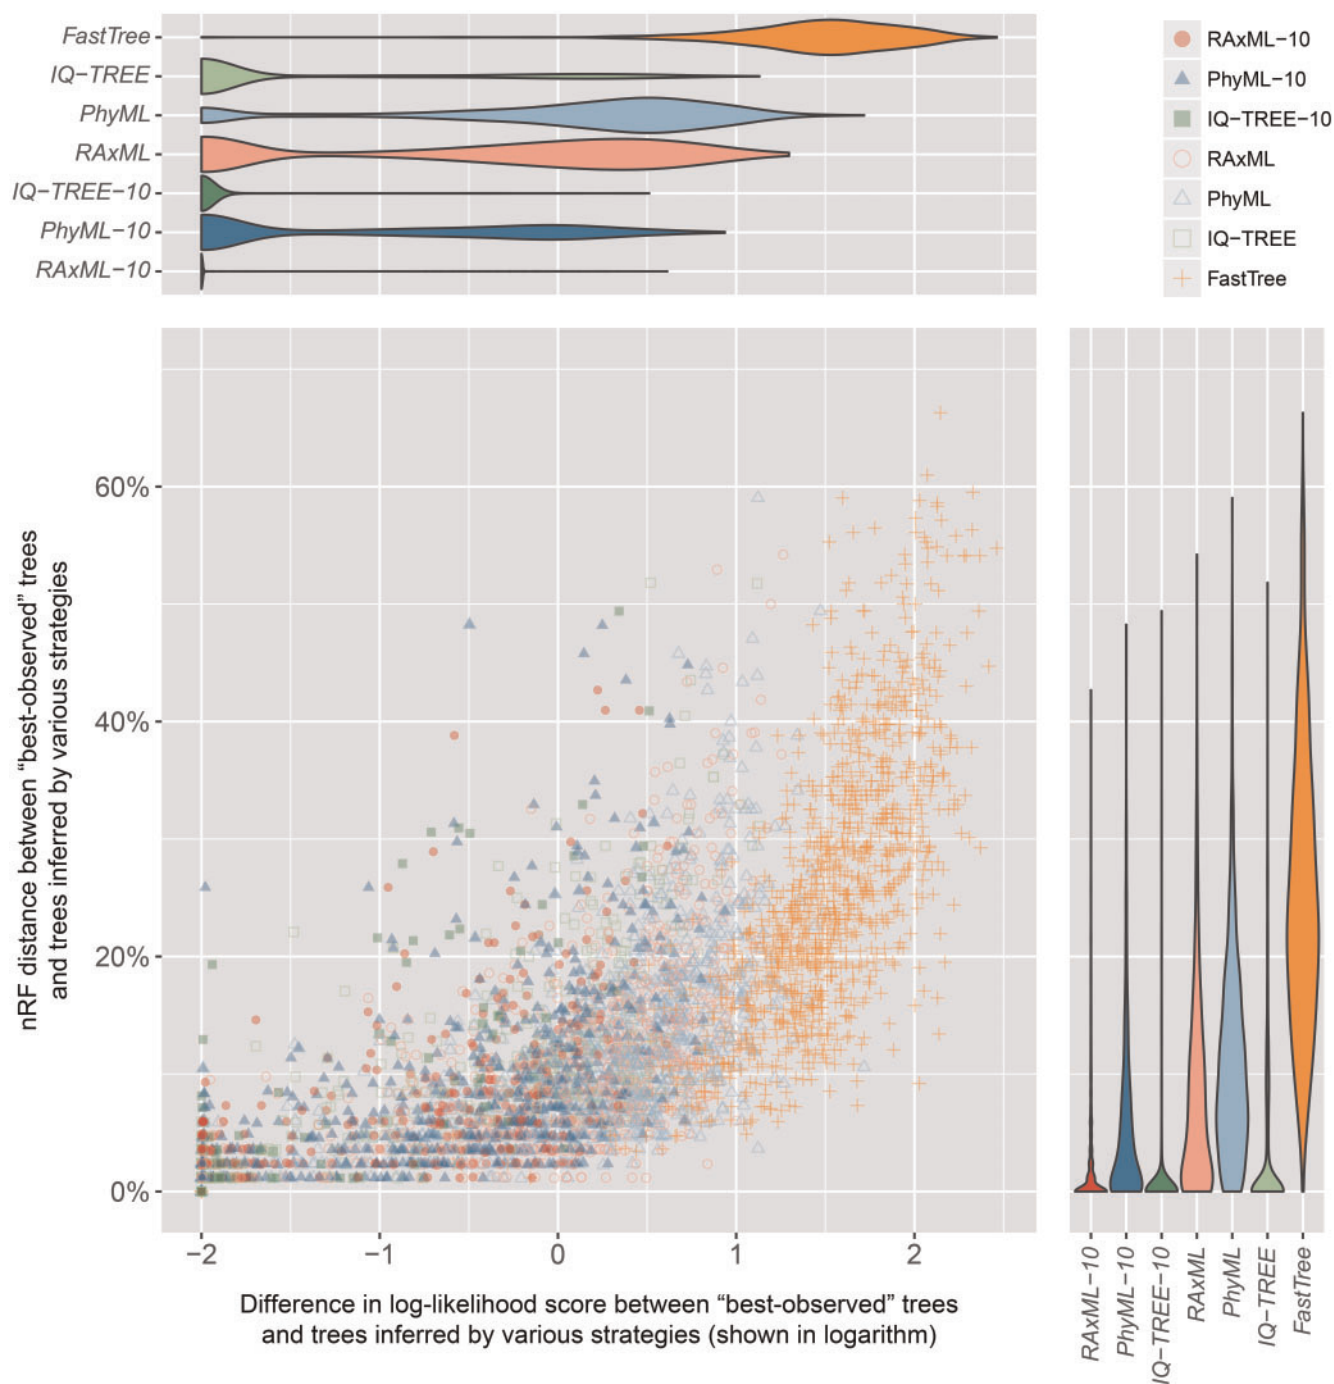 FastTree
IQ−TREE
PhyML
RAxML
IQ−TREE−10
PhyML−10
RAxML−10
RAxML-10
PhyML-10
IQ-TREE-10
RAxML
PhyML
IQ-TREE
FastTree
60%
40%
20%
0%
nRF distance between “best-observed” trees
and trees inferred by various strategies
−2
−1
0
1
2
Difference in log-likelihood score between “best-observed” trees
and trees inferred by various strategies (shown in logarithm)
RAxML−10
PhyML−10
IQ−TREE−10
RAxML
PhyML
IQ−TREE
FastTree